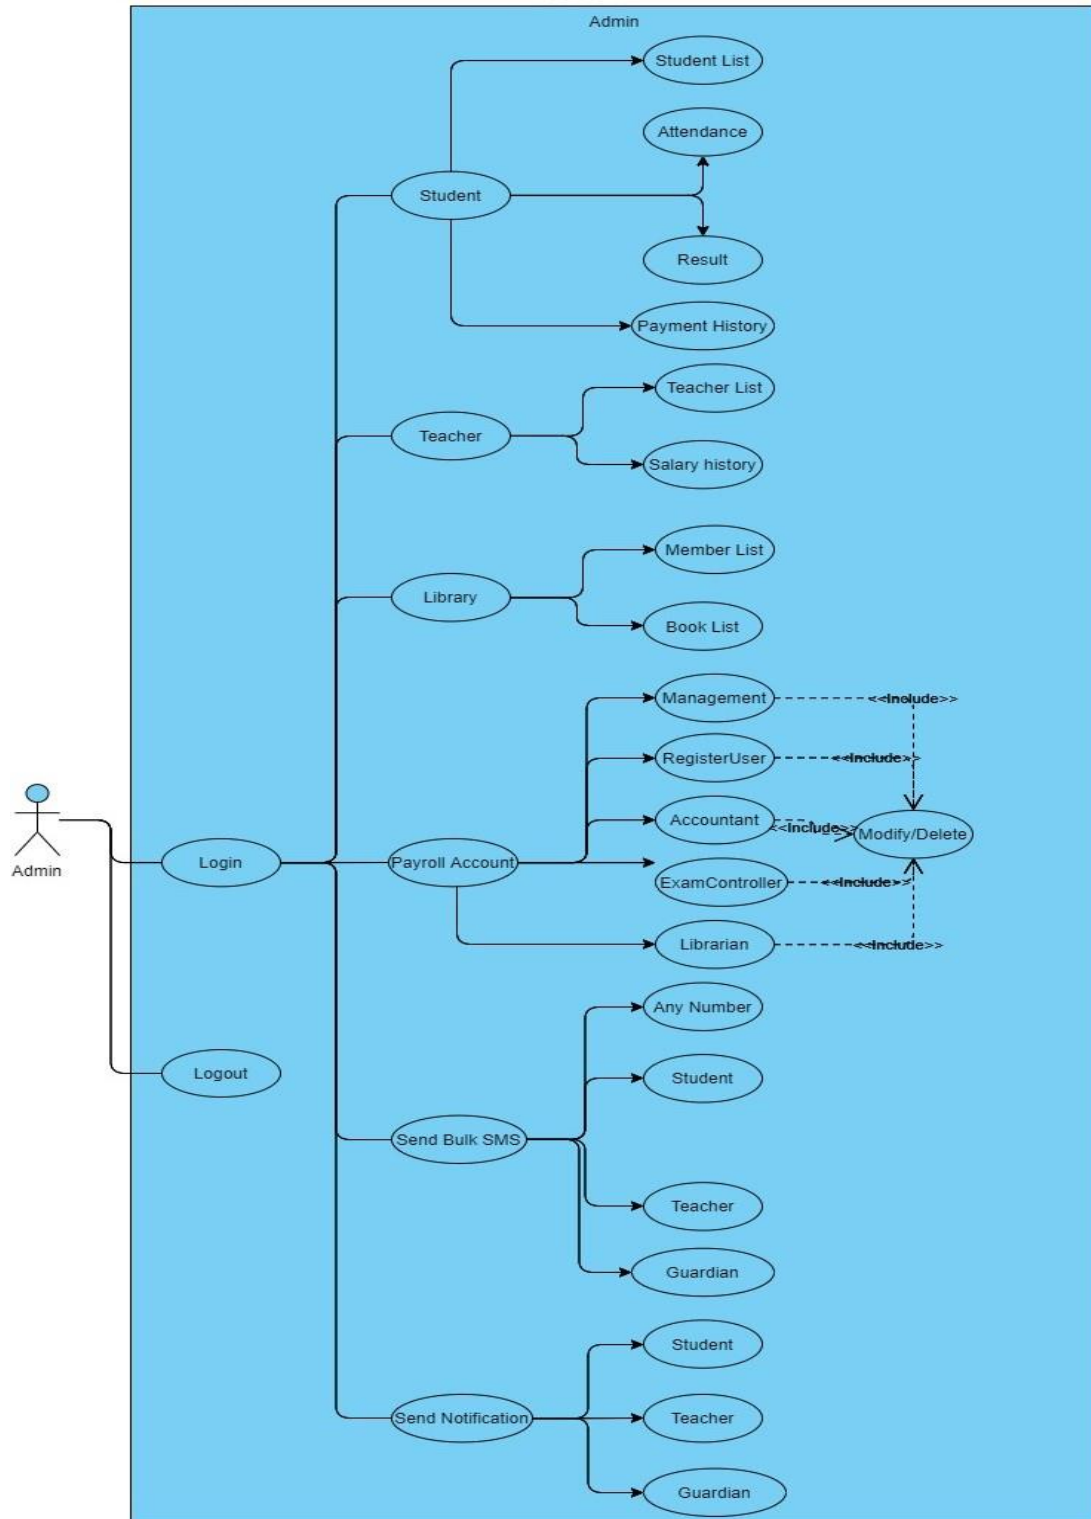 Admin
Student List
Attendance
Student
Result
Payment History
Teacher List
Teacher
Salary history
Member List
Library
Book List
Management
<<Include>>
RegisterUser
<<Include>>
Accountant
<<Include>>
Modify/Delete
Admin
Login
Payroll Account
ExamController
<<Include>>
Librarian
<<Include>>
Any Number
Logout
Student
Send Bulk SMS
Teacher
Guardian
Student
Send Notification
Teacher
Guardian